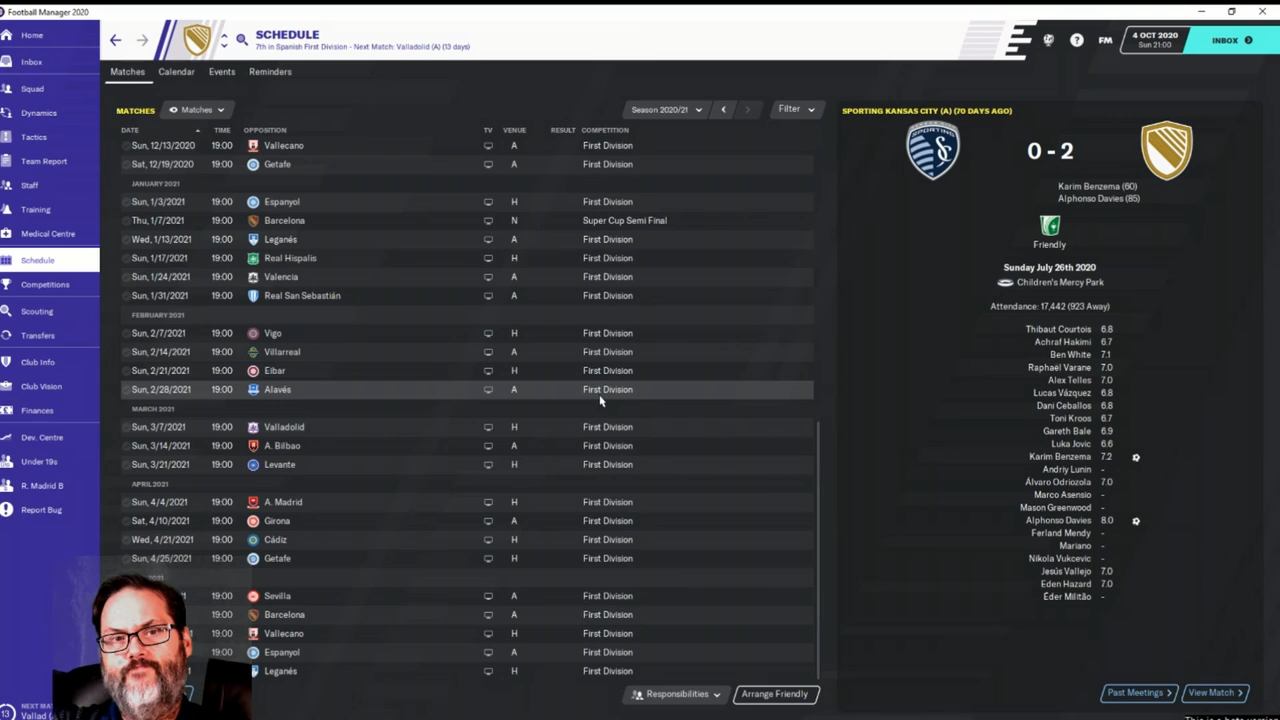 Football Manager 2020
Home
Inbox
Squad
Dynamics
Tactics
Team Report
Staff
Training
Medical Centre
Schedule
Competitions
Scouting
Transfers
Club Info
Club Vision
Finances
Dev. Centre
Under 19s
R. Madrid B
Report Bug
NEXT MA
13 Vallad (A
SCHEDULE
7th in Spanish First Division - Next Match: Valladolid (A) (13 days)
? FM 4 OCT 2020 Sun 21:00 INBOX
Matches Calendar Events Reminders
MATCHES Matches Season 2020/21 Filter
DATE TIME OPPOSITION TV VENUE RESULT COMPETITION
Sun, 12/13/2020 19:00 Vallecano A First Division
Sat, 12/19/2020 19:00 Getafe A First Division
JANUARY 2021
Sun, 1/3/2021 19:00 Espanyol H First Division
Thu, 1/7/2021 19:00 Barcelona N Super Cup Semi Final
Wed, 1/13/2021 19:00 Leganés A First Division
Sun, 1/17/2021 19:00 Real Hispalis H First Division
Sun, 1/24/2021 19:00 Valencia A First Division
Sun, 1/31/2021 19:00 Real San Sebastián A First Division
FEBRUARY 2021
Sun, 2/7/2021 19:00 Vigo H First Division
Sun, 2/14/2021 19:00 Villarreal A First Division
Sun, 2/21/2021 19:00 Eibar H First Division
Sun, 2/28/2021 19:00 Alavés A First Division
MARCH 2021
Sun, 3/7/2021 19:00 Valladolid H First Division
Sun, 3/14/2021 19:00 A. Bilbao A First Division
Sun, 3/21/2021 19:00 Levante H First Division
APRIL 2021
Sun, 4/4/2021 19:00 A. Madrid H First Division
Sat, 4/10/2021 19:00 Girona A First Division
Wed, 4/21/2021 19:00 Cádiz H First Division
Sun, 4/25/2021 19:00 Getafe H First Division
2021
19:00 Sevilla A First Division
19:00 Barcelona A First Division
19:00 Vallecano H First Division
19:00 Espanyol A First Division
19:00 Leganés H First Division
Responsibilities Arrange Friendly
SPORTING KANSAS CITY (A) (70 DAYS AGO)
0 - 2
Karim Benzema (60)
Alphonso Davies (85)
Friendly
Sunday July 26th 2020
Children's Mercy Park
Attendance: 17,442 (923 Away)
Thibaut Courtois 6.8
Achraf Hakimi 6.7
Ben White 7.1
Raphaël Varane 7.0
Alex Telles 7.0
Lucas Vázquez 6.8
Dani Ceballos 6.8
Toni Kroos 6.7
Gareth Bale 6.9
Luka Jovic 6.6
Karim Benzema 7.2
Andriy Lunin -
Álvaro Odriozola 7.0
Marco Asensio -
Mason Greenwood -
Alphonso Davies 8.0
Ferland Mendy -
Mariano -
Nikola Vukcevic -
Jesús Vallejo 7.0
Eden Hazard 7.0
Éder Militão -
Past Meetings > View Match >